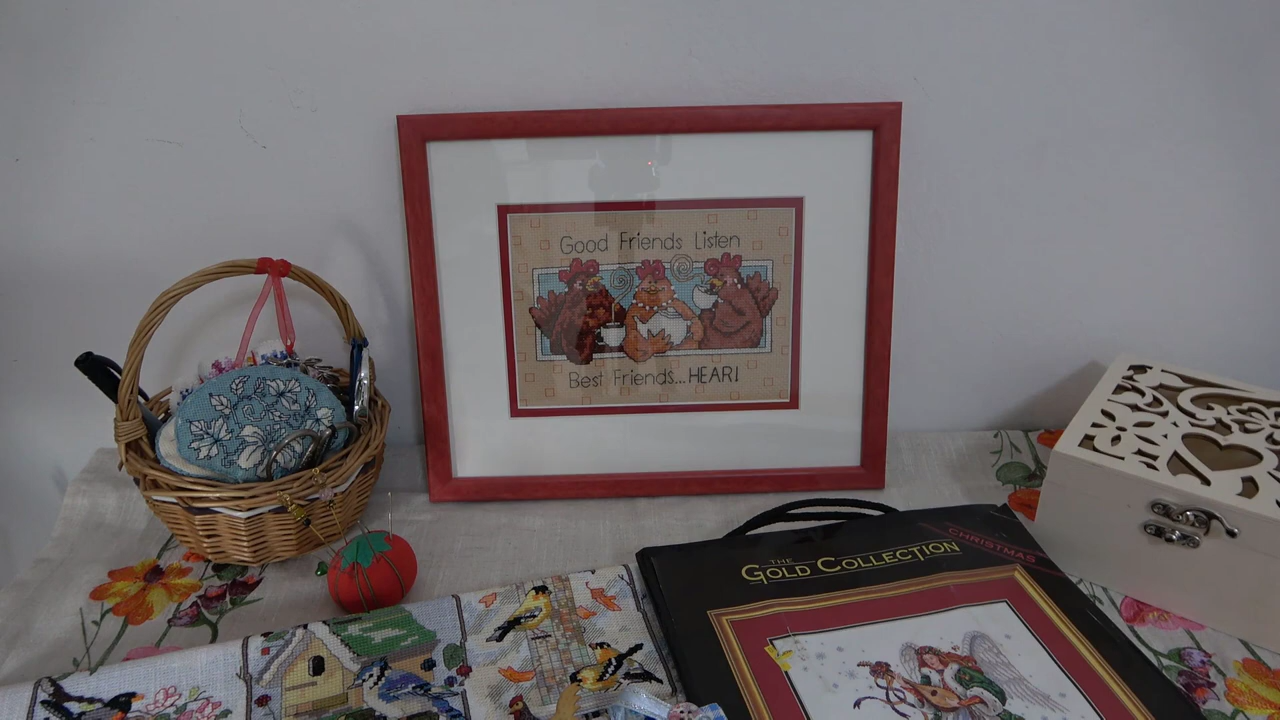 Good Friends Listen
Best Friends...HEAR!
THE
GOLD COLLECTION
CHRISTMAS